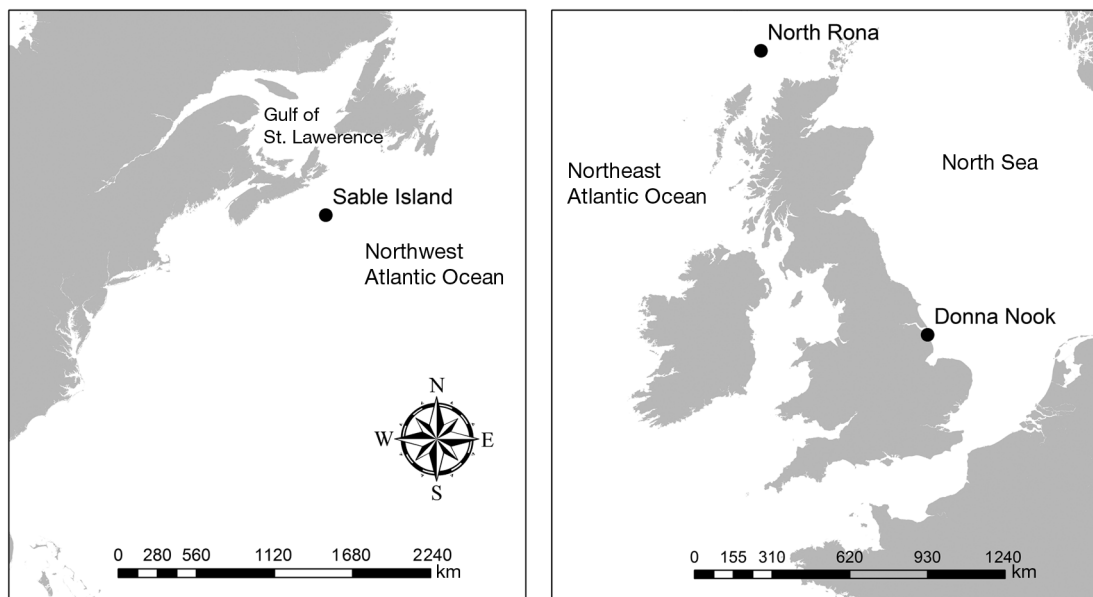 Gulf of
St. Lawerence
Sable Island
Northwest
Atlantic Ocean
N
W E
S
0 280 560 1120 1680 2240
km
North Rona
Northeast
Atlantic Ocean
North Sea
Donna Nook
0 155 310 620 930 1240
km